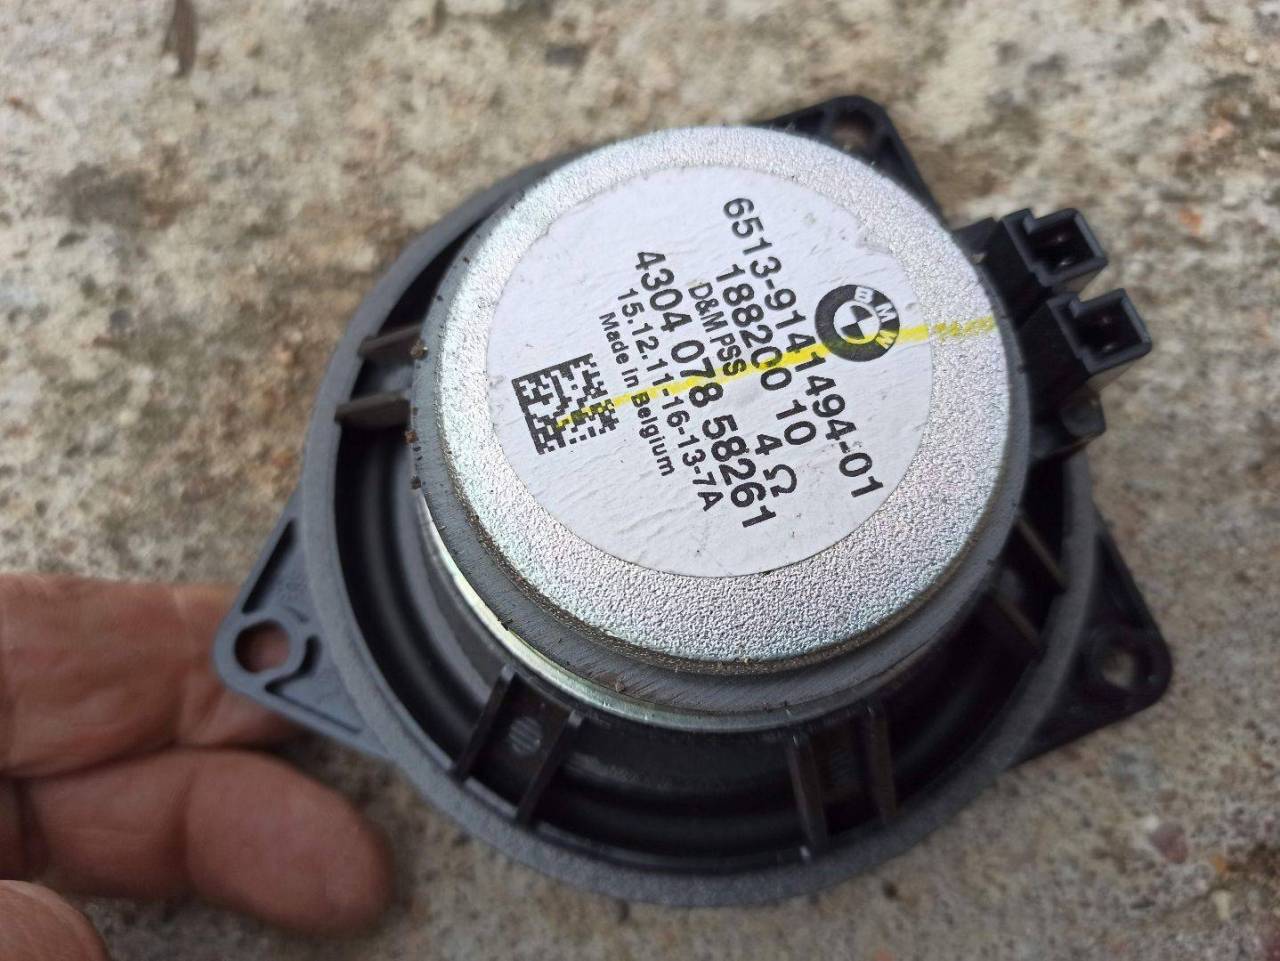 BMW
6513-9141494-01
188200 10
D&M PSS 4 Ω
4304 078 58261
15.12.11-16-13-7A
Made in Belgium